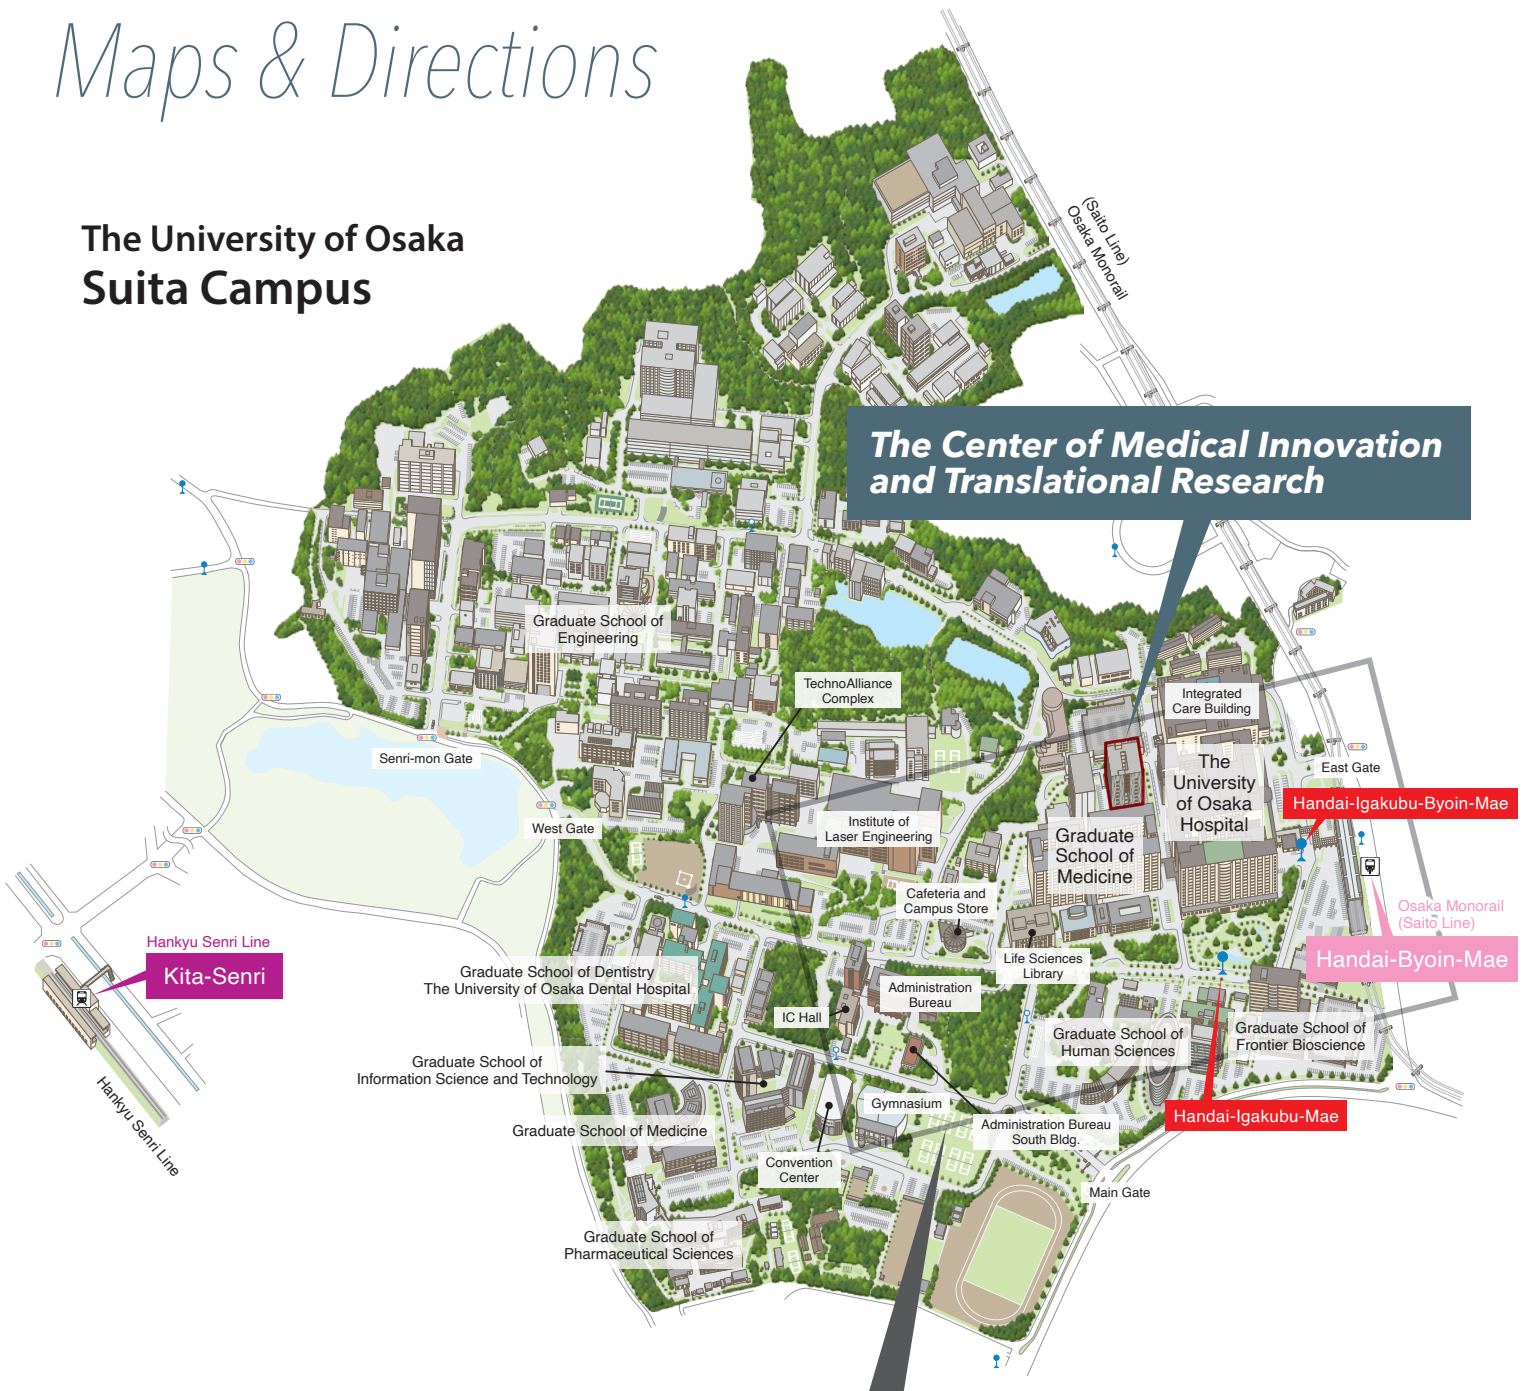 Maps & Directions
The University of Osaka
Suita Campus
(Saito Line)
Osaka Monorail
The Center of Medical Innovation
and Translational Research
Graduate School of
Engineering
TechnoAlliance
Complex
Integrated
Care Building
Senri-mon Gate
The
University
of Osaka
Hospital
East Gate
Handai-Igakubu-Byoin-Mae
West Gate
Institute of
Laser Engineering
Graduate
School of
Medicine
Cafeteria and
Campus Store
Osaka Monorail
(Saito Line)
Handai-Byoin-Mae
Hankyu Senri Line
Kita-Senri
Life Sciences
Library
Graduate School of Dentistry
The University of Osaka Dental Hospital
Administration
Bureau
IC Hall
Graduate School of
Human Sciences
Graduate School of
Frontier Bioscience
Graduate School of
Information Science and Technology
Hankyu Senri Line
Gymnasium
Handai-Igakubu-Mae
Graduate School of Medicine
Administration Bureau
South Bldg.
Convention
Center
Main Gate
Graduate School of
Pharmaceutical Sciences